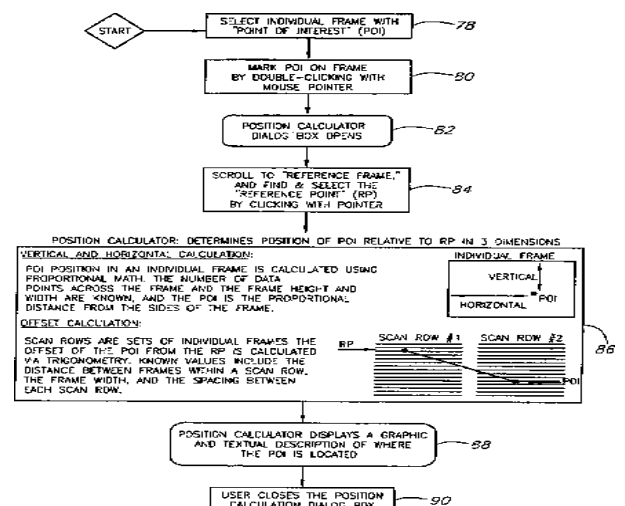 START
SELECT INDIVIDUAL FRAME WITH
"POINT OF INTEREST" (POI)
78
MARK POI ON FRAME
BY DOUBLE-CLICKING WITH
MOUSE POINTER
80
POSITION CALCULATOR
DIALOG BOX OPENS
82
SCROLL TO "REFERENCE FRAME,"
AND FIND & SELECT THE
"REFERENCE POINT" (RP)
BY CLICKING WITH POINTER
84
POSITION CALCULATOR: DETERMINES POSITION OF POI RELATIVE TO RP IN 3 DIMENSIONS
VERTICAL AND HORIZONTAL CALCULATION:
POI POSITION IN AN INDIVIDUAL FRAME IS CALCULATED USING
PROPORTIONAL MATH. THE NUMBER OF DATA
POINTS ACROSS THE FRAME AND THE FRAME HEIGHT AND
WIDTH ARE KNOWN, AND THE POI IS THE PROPORTIONAL
DISTANCE FROM THE SIDES OF THE FRAME.
INDIVIDUAL FRAME
VERTICAL
POI
HORIZONTAL
OFFSET CALCULATION:
SCAN ROWS ARE SETS OF INDIVIDUAL FRAMES THE
OFFSET OF THE POI FROM THE RP IS CALCULATED
VIA TRIGONOMETRY. KNOWN VALUES INCLUDE THE
DISTANCE BETWEEN FRAMES WITHIN A SCAN ROW,
THE FRAME WIDTH, AND THE SPACING BETWEEN
EACH SCAN ROW.
SCAN ROW #1 SCAN ROW #2
RP
POI
86
POSITION CALCULATOR DISPLAYS A GRAPHIC
AND TEXTUAL DESCRIPTION OF WHERE
THE POI IS LOCATED
88
USER CLOSES THE POSITION
CALCULATION DIALOG BOX
90